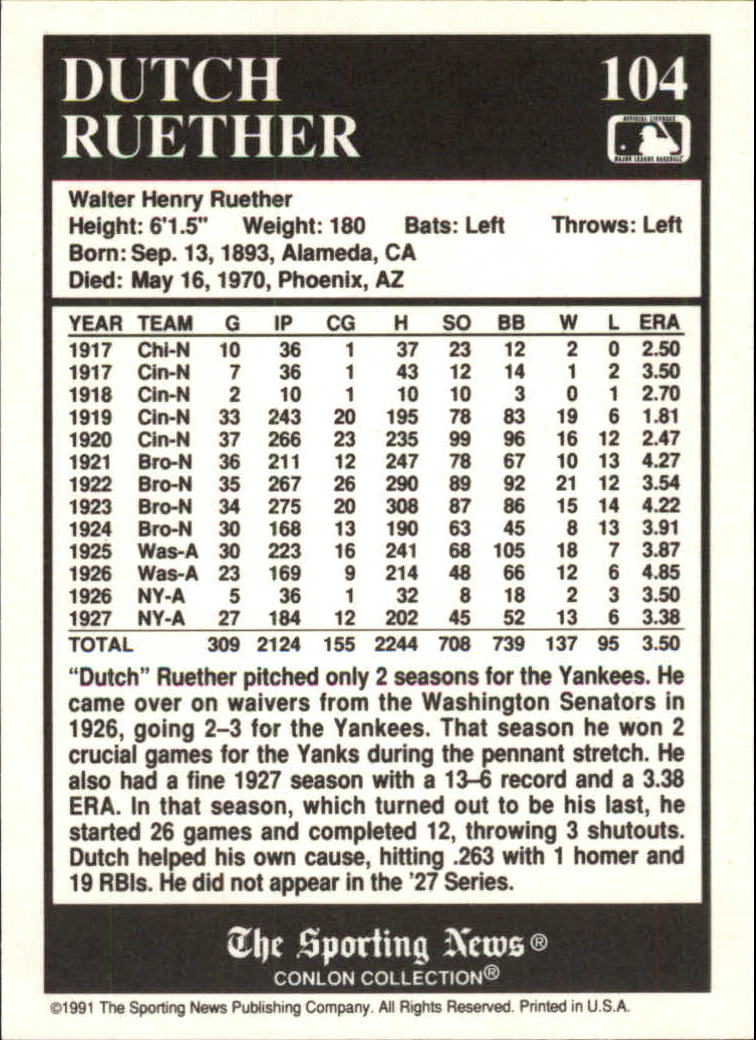 DUTCH 104
RUETHER
OFFICIAL LICENSEE
MAJOR LEAGUE BASEBALL
Walter Henry Ruether
Height: 6'1.5" Weight: 180 Bats: Left Throws: Left
Born: Sep. 13, 1893, Alameda, CA
Died: May 16, 1970, Phoenix, AZ
YEAR TEAM G IP CG H SO BB W L ERA
1917 Chi-N 10 36 1 37 23 12 2 0 2.50
1917 Cin-N 7 36 1 43 12 14 1 2 3.50
1918 Cin-N 2 10 1 10 10 3 0 1 2.70
1919 Cin-N 33 243 20 195 78 83 19 6 1.81
1920 Cin-N 37 266 23 235 99 96 16 12 2.47
1921 Bro-N 36 211 12 247 78 67 10 13 4.27
1922 Bro-N 35 267 26 290 89 92 21 12 3.54
1923 Bro-N 34 275 20 308 87 86 15 14 4.22
1924 Bro-N 30 168 13 190 63 45 8 13 3.91
1925 Was-A 30 223 16 241 68 105 18 7 3.87
1926 Was-A 23 169 9 214 48 66 12 6 4.85
1926 NY-A 5 36 1 32 8 18 2 3 3.50
1927 NY-A 27 184 12 202 45 52 13 6 3.38
TOTAL 309 2124 155 2244 708 739 137 95 3.50
"Dutch" Ruether pitched only 2 seasons for the Yankees. He
came over on waivers from the Washington Senators in
1926, going 2–3 for the Yankees. That season he won 2
crucial games for the Yanks during the pennant stretch. He
also had a fine 1927 season with a 13–6 record and a 3.38
ERA. In that season, which turned out to be his last, he
started 26 games and completed 12, throwing 3 shutouts.
Dutch helped his own cause, hitting .263 with 1 homer and
19 RBIs. He did not appear in the '27 Series.
The Sporting News®
CONLON COLLECTION®
©1991 The Sporting News Publishing Company. All Rights Reserved. Printed in U.S.A.